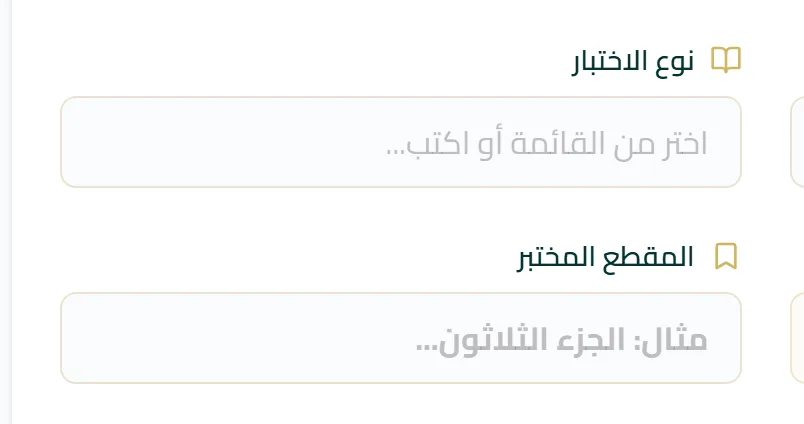 نوع الاختبار
اختر من القائمة أو اكتب...
المقطع المختبر
مثال: الجزء الثلاثون...